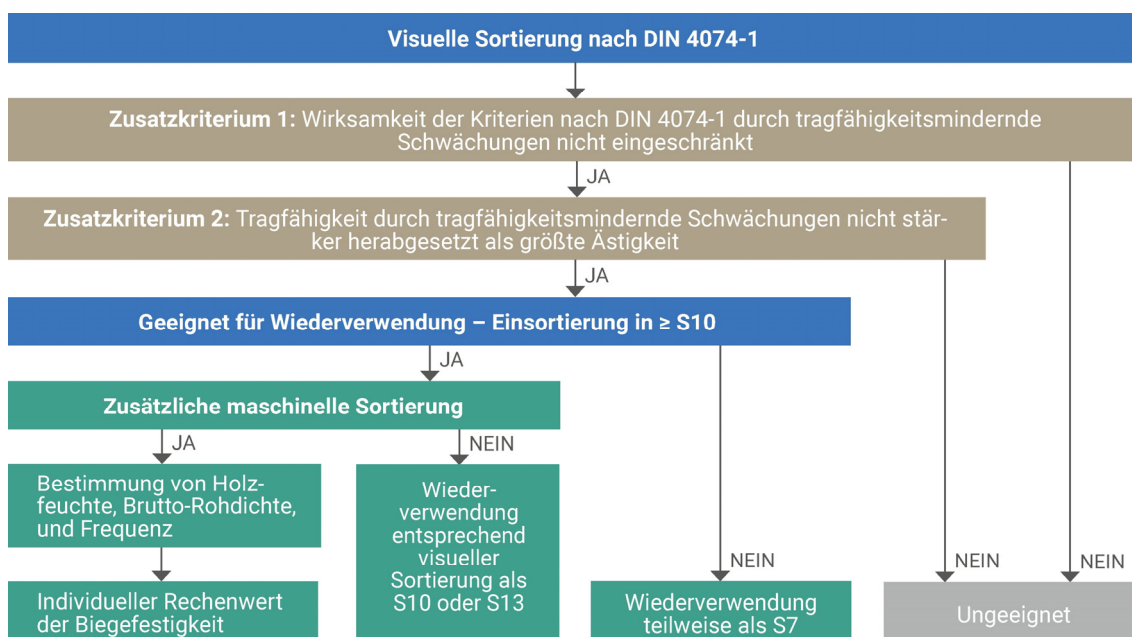 Visuelle Sortierung nach DIN 4074-1
Zusatzkriterium 1: Wirksamkeit der Kriterien nach DIN 4074-1 durch tragfähigkeitsmindernde
Schwächungen nicht eingeschränkt
JA
Zusatzkriterium 2: Tragfähigkeit durch tragfähigkeitsmindernde Schwächungen nicht stär-
ker herabgesetzt als größte Ästigkeit
JA
Geeignet für Wiederverwendung – Einsortierung in ≥ S10
JA
Zusätzliche maschinelle Sortierung
JA
NEIN
Bestimmung von Holz-
feuchte, Brutto-Rohdichte,
und Frequenz
Individueller Rechenwert
der Biegefestigkeit
Wieder-
verwendung
entsprechend
visueller
Sortierung als
S10 oder S13
NEIN
Wiederverwendung
teilweise als S7
NEIN
NEIN
Ungeeignet